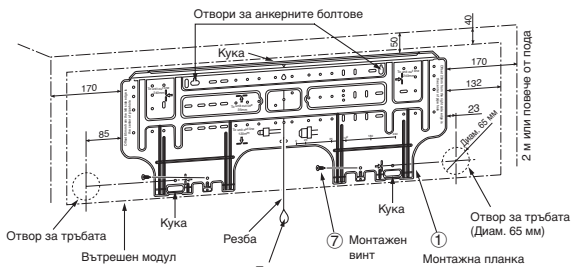 Отвори за анкерните болтове
40
50
Кука
170
170
132
2 м или повече от пода
23
85
Диам. 65 мм
Кука
Кука
Отвор за тръбата
Отвор за тръбата
(Диам. 65 мм)
Резба
⑦ Монтажен
винт
①
Монтажна планка
Вътрешен модул